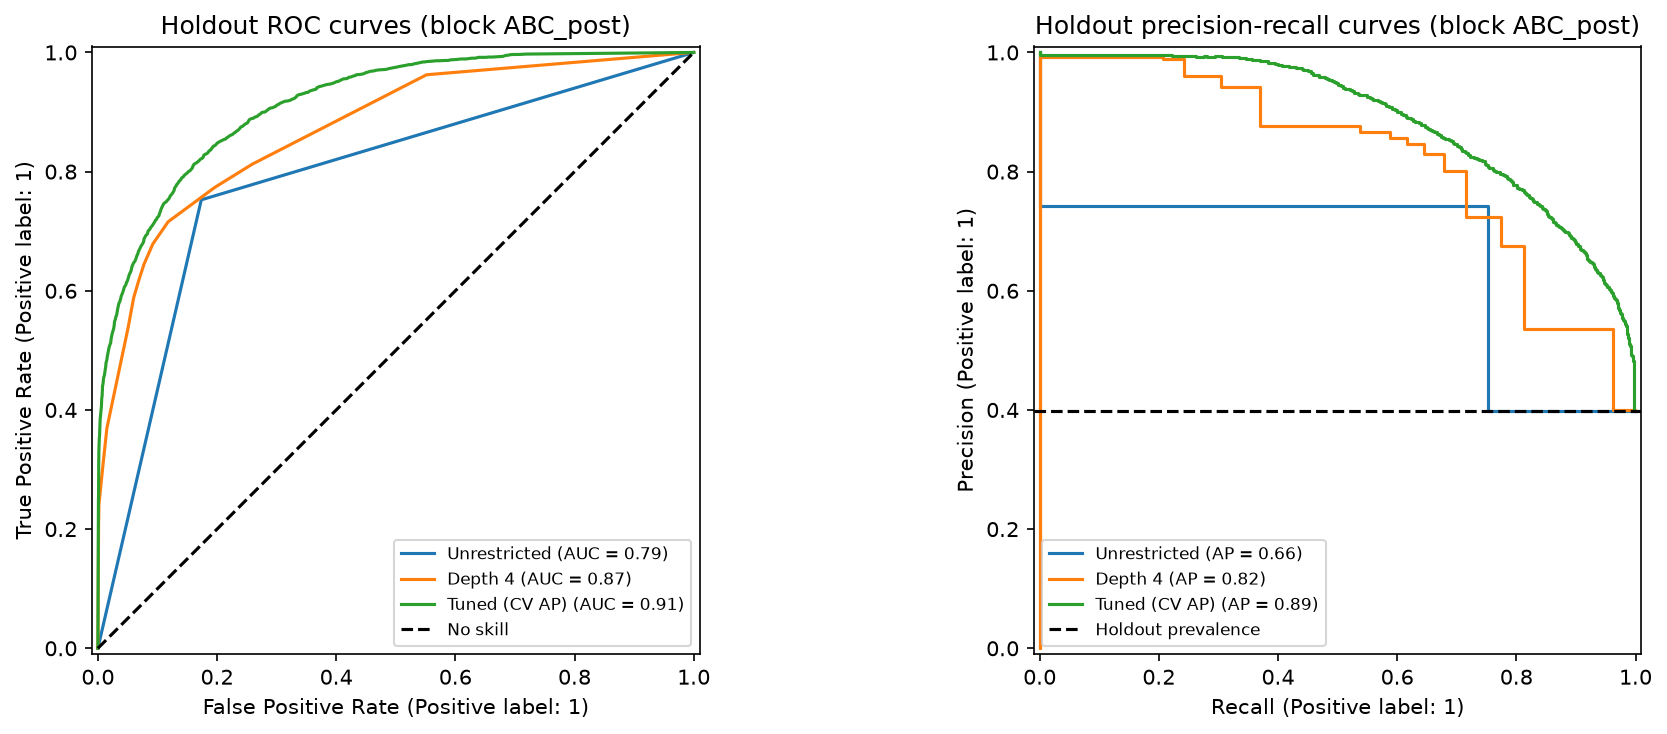 Holdout ROC curves (block ABC_post)
True Positive Rate (Positive label: 1)
1.0
0.8
0.6
0.4
0.2
0.0
Unrestricted (AUC = 0.79)
Depth 4 (AUC = 0.87)
Tuned (CV AP) (AUC = 0.91)
No skill
0.0 0.2 0.4 0.6 0.8 1.0
False Positive Rate (Positive label: 1)
Holdout precision-recall curves (block ABC_post)
Precision (Positive label: 1)
1.0
0.8
0.6
0.4
0.2
0.0
Unrestricted (AP = 0.66)
Depth 4 (AP = 0.82)
Tuned (CV AP) (AP = 0.89)
Holdout prevalence
0.0 0.2 0.4 0.6 0.8 1.0
Recall (Positive label: 1)